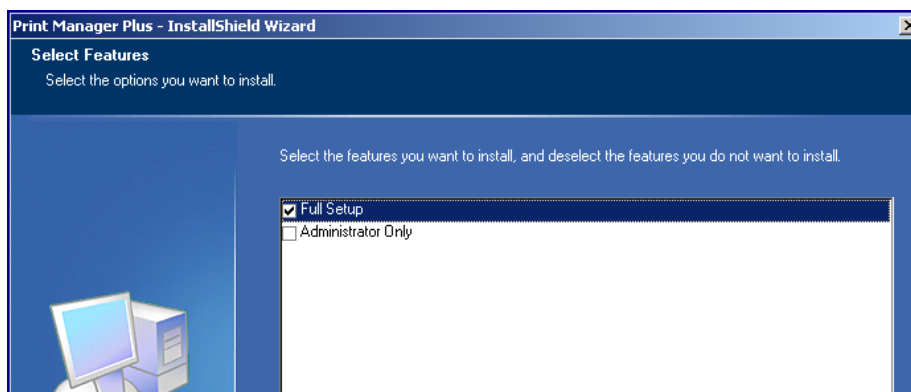 Print Manager Plus - InstallShield Wizard
Select Features
Select the options you want to install.
Select the features you want to install, and deselect the features you do not want to install.
Full Setup
Administrator Only